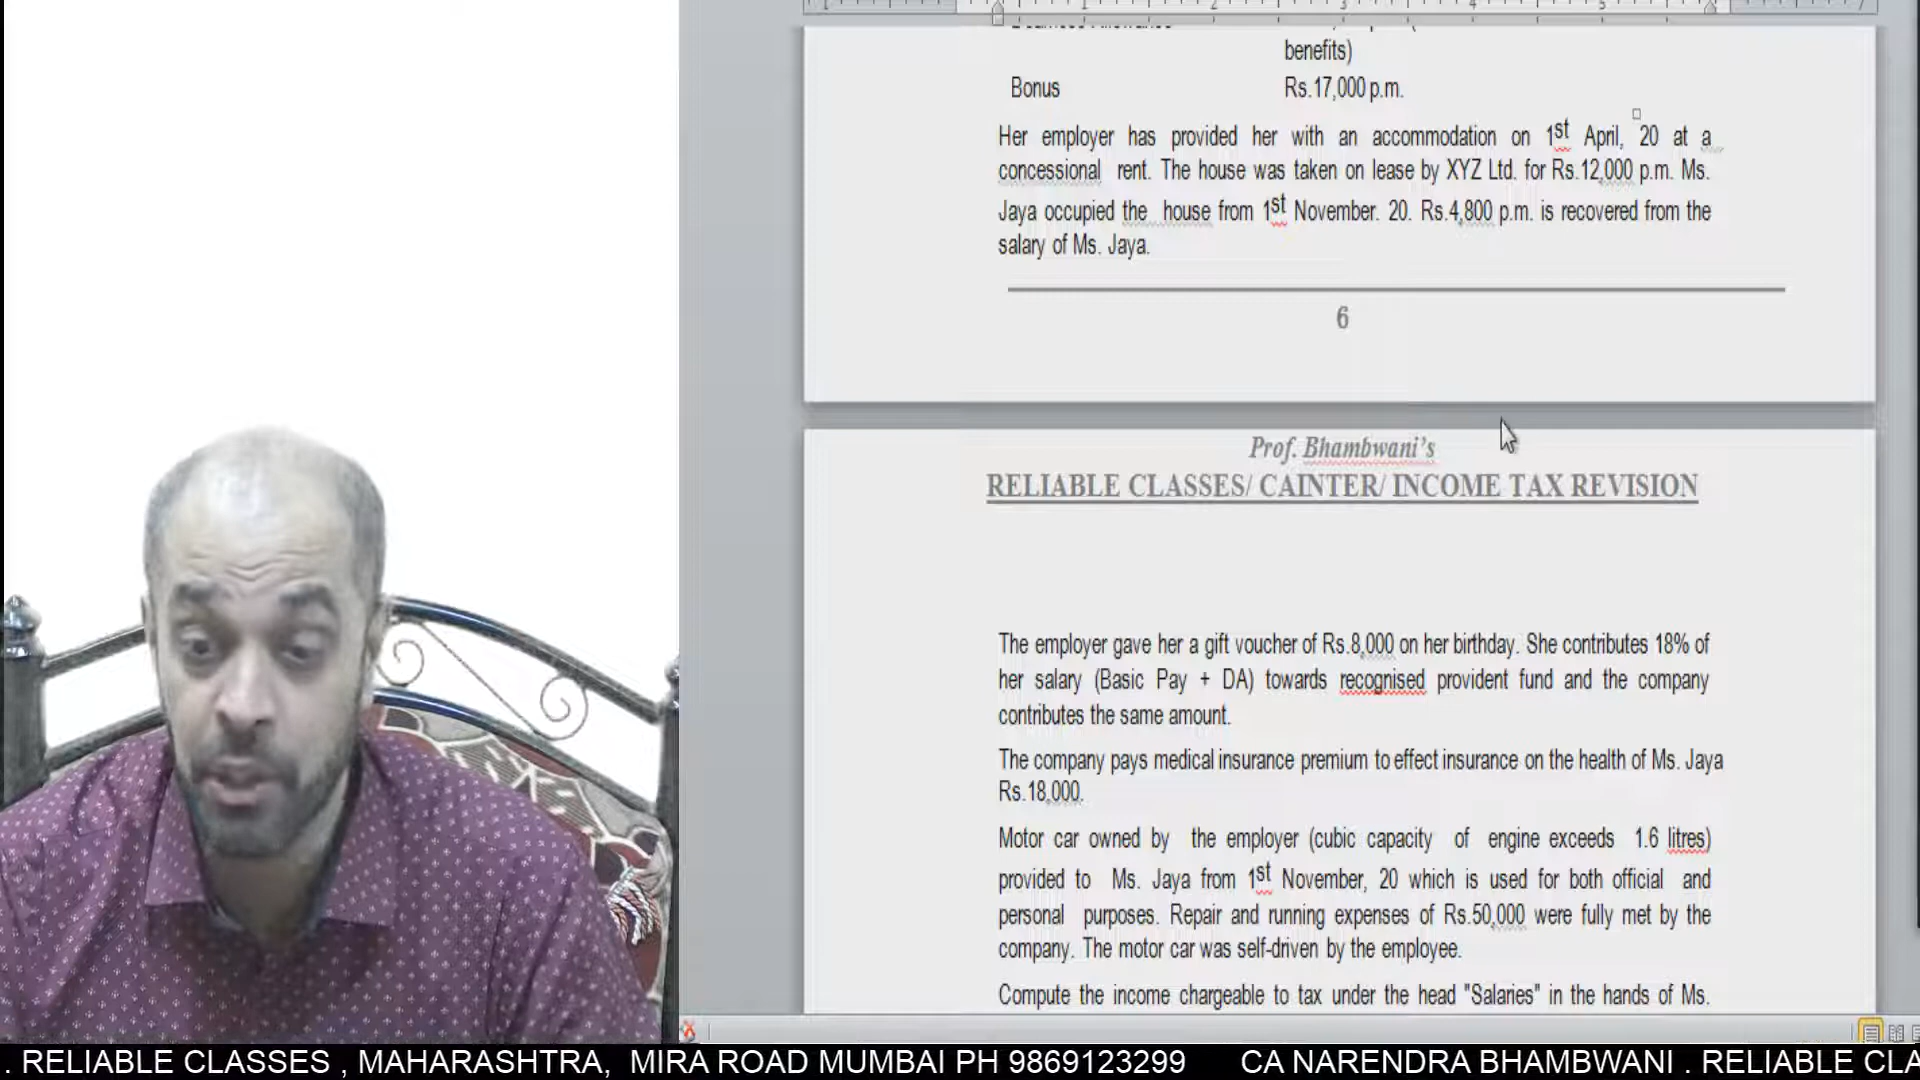 benefits)
Bonus Rs.17,000 p.m.
Her employer has provided her with an accommodation on 1st April, 20 at a
concessional rent. The house was taken on lease by XYZ Ltd. for Rs.12,000 p.m. Ms.
Jaya occupied the house from 1st November. 20. Rs.4,800 p.m. is recovered from the
salary of Ms. Jaya.
6
Prof. Bhambwani's
RELIABLE CLASSES/ CAINTER/ INCOME TAX REVISION
The employer gave her a gift voucher of Rs.8,000 on her birthday. She contributes 18% of
her salary (Basic Pay + DA) towards recognised provident fund and the company
contributes the same amount.
The company pays medical insurance premium to effect insurance on the health of Ms. Jaya
Rs.18,000.
Motor car owned by the employer (cubic capacity of engine exceeds 1.6 litres)
provided to Ms. Jaya from 1st November, 20 which is used for both official and
personal purposes. Repair and running expenses of Rs.50,000 were fully met by the
company. The motor car was self-driven by the employee.
Compute the income chargeable to tax under the head "Salaries" in the hands of Ms.
. RELIABLE CLASSES , MAHARASHTRA, MIRA ROAD MUMBAI PH 9869123299 CA NARENDRA BHAMBWANI . RELIABLE CLA